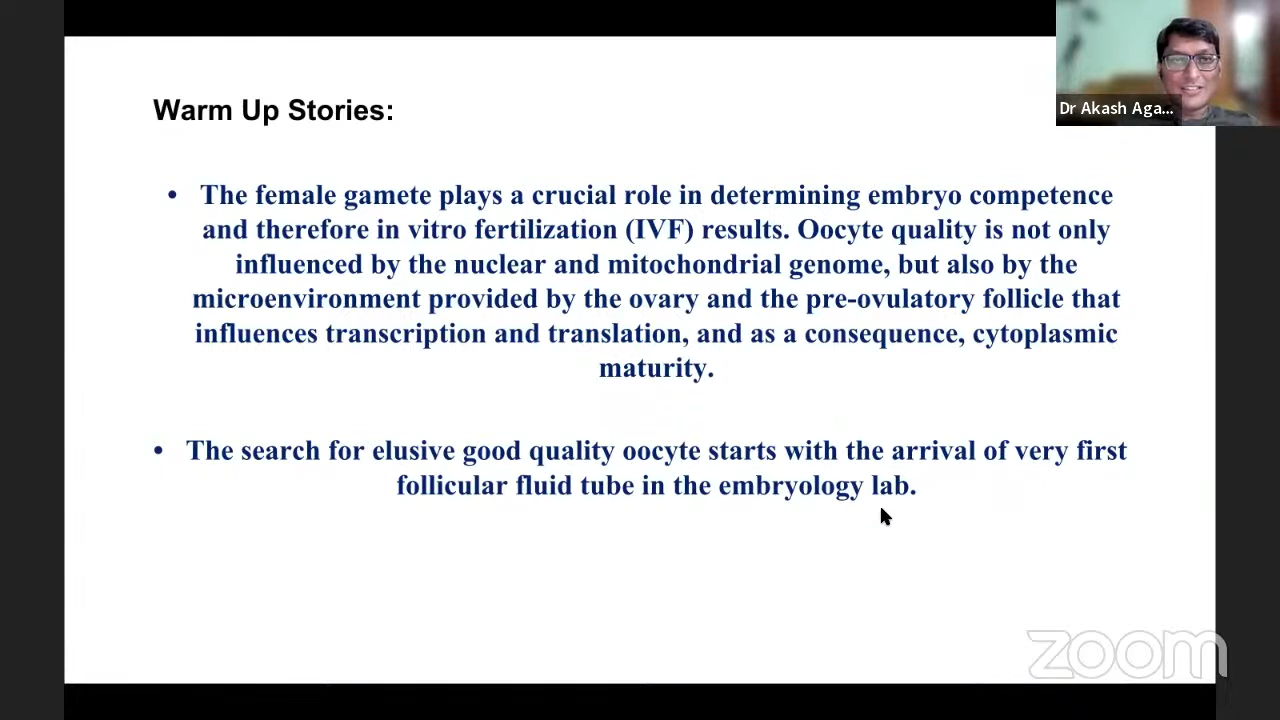 Warm Up Stories:
Dr Akash Aga...
• The female gamete plays a crucial role in determining embryo competence
and therefore in vitro fertilization (IVF) results. Oocyte quality is not only
influenced by the nuclear and mitochondrial genome, but also by the
microenvironment provided by the ovary and the pre-ovulatory follicle that
influences transcription and translation, and as a consequence, cytoplasmic
maturity.
• The search for elusive good quality oocyte starts with the arrival of very first
follicular fluid tube in the embryology lab.
zoom